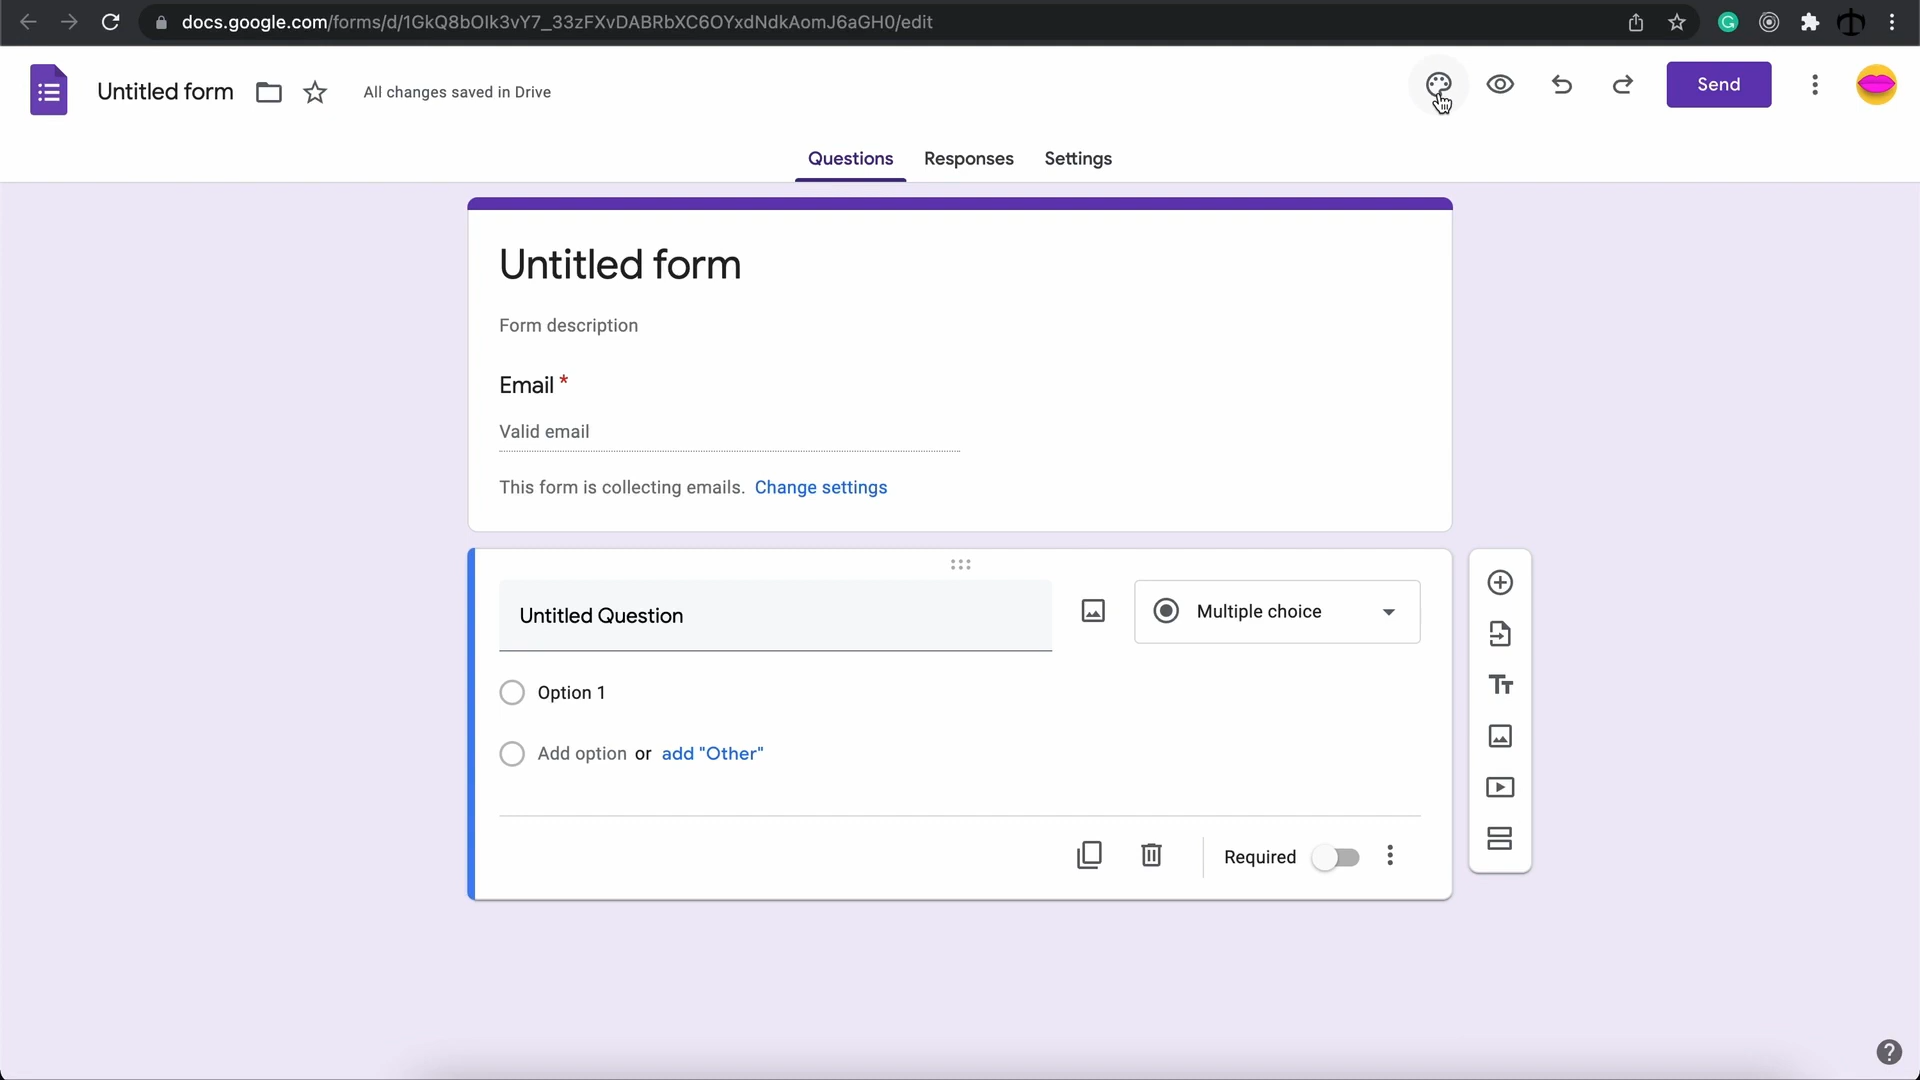 docs.google.com/forms/d/1GkQ8bOlk3vY7_33zFXvDABRbXC6OYxdNdkAomJ6aGH0/edit
Untitled form
All changes saved in Drive
Send
Questions
Responses
Settings
Untitled form
Form description
Email *
Valid email
This form is collecting emails. Change settings
Untitled Question
Multiple choice
Option 1
Add option or add "Other"
Required